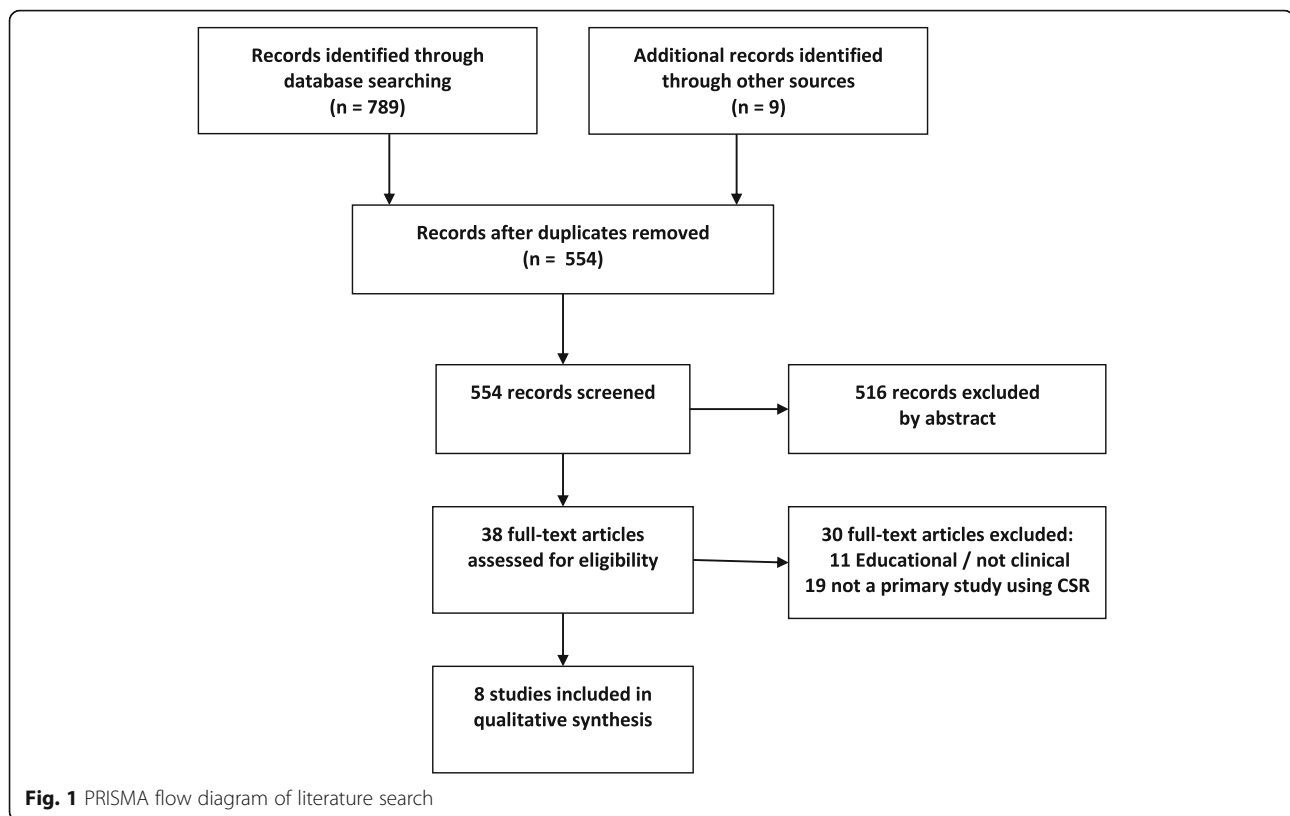 Records identified through
database searching
(n = 789)
Additional records identified
through other sources
(n = 9)
Records after duplicates removed
(n = 554)
554 records screened
516 records excluded
by abstract
38 full-text articles
assessed for eligibility
30 full-text articles excluded:
11 Educational / not clinical
19 not a primary study using CSR
8 studies included in
qualitative synthesis
Fig. 1 PRISMA flow diagram of literature search